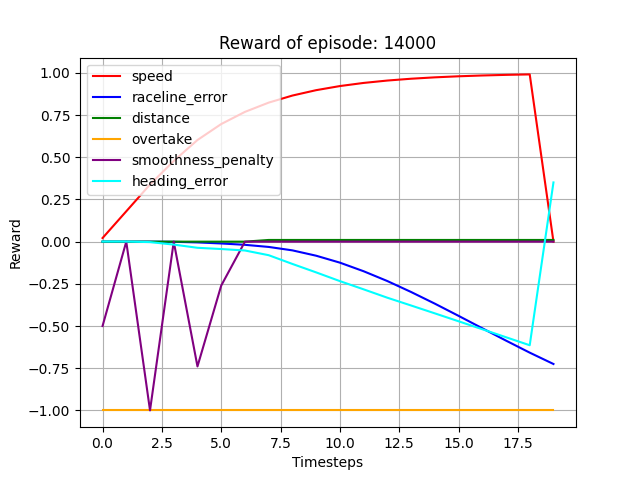 Reward of episode: 14000
1.00
0.75
0.50
0.25
0.00
−0.25
−0.50
−0.75
−1.00
Reward
speed
raceline_error
distance
overtake
smoothness_penalty
heading_error
0.0 2.5 5.0 7.5 10.0 12.5 15.0 17.5
Timesteps